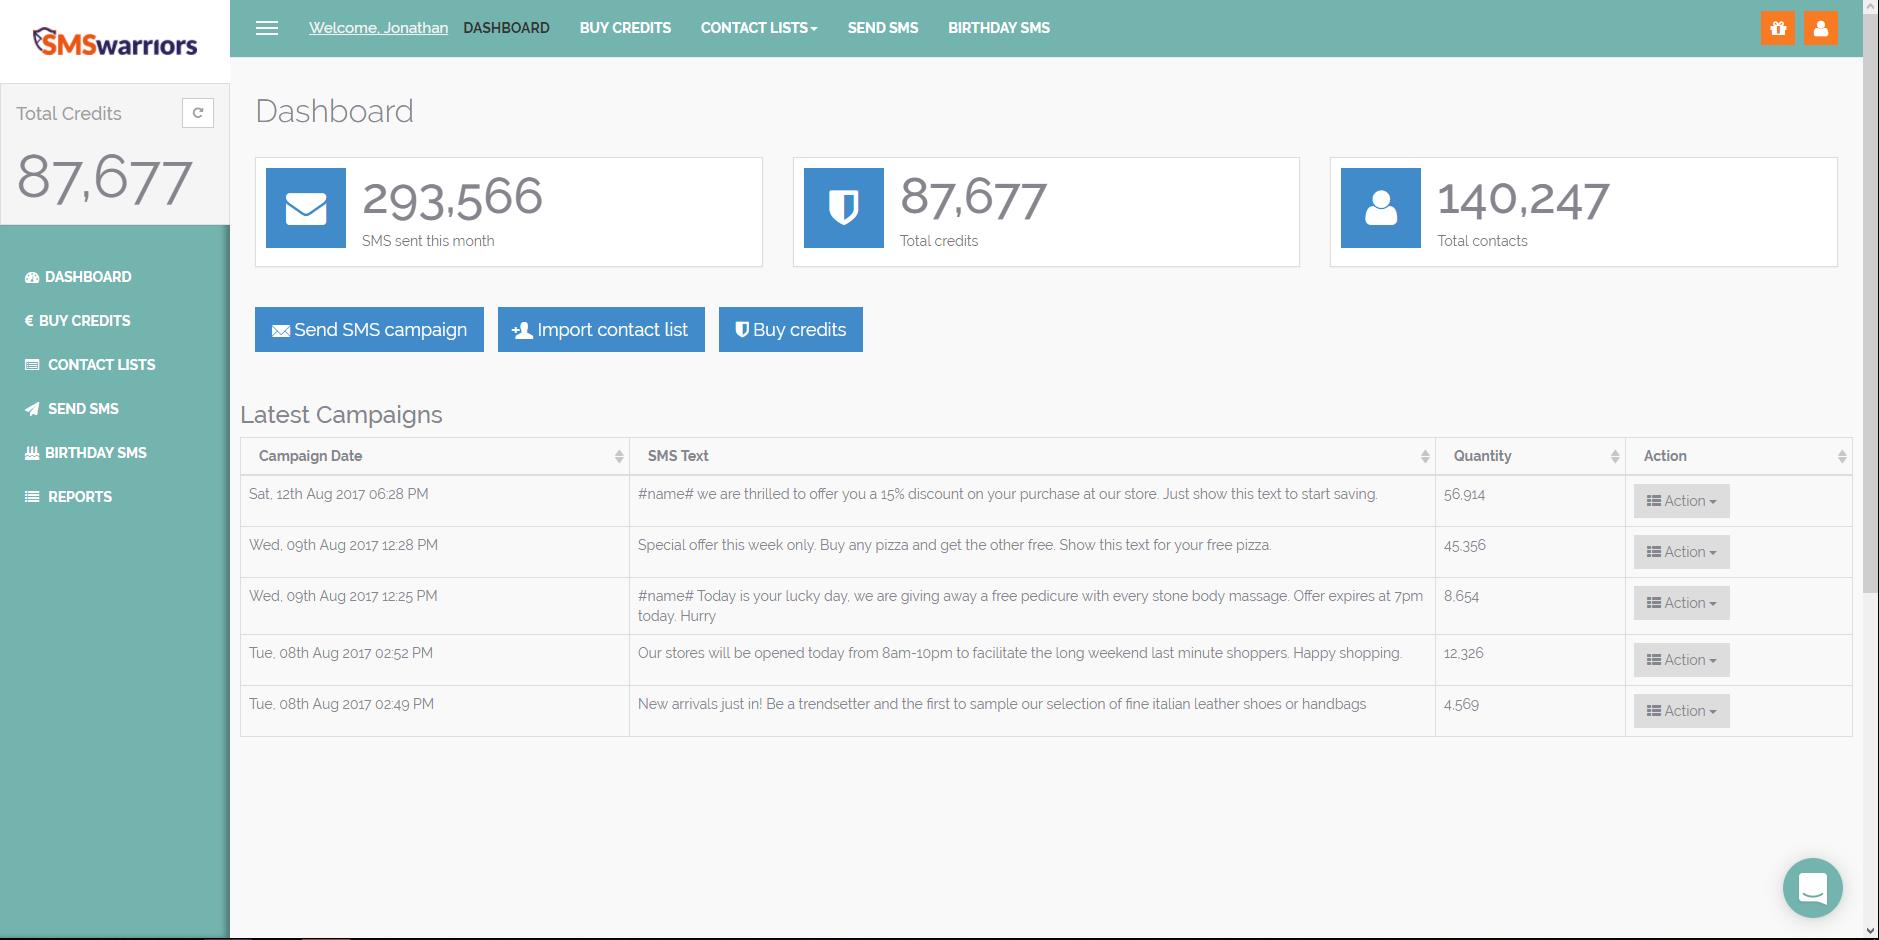 SMSwarriors
Welcome, Jonathan DASHBOARD BUY CREDITS CONTACT LISTS SEND SMS BIRTHDAY SMS
Total Credits
87,677
DASHBOARD
€ BUY CREDITS
CONTACT LISTS
SEND SMS
BIRTHDAY SMS
REPORTS
Dashboard
293,566
SMS sent this month
87,677
Total credits
140,247
Total contacts
Send SMS campaign Import contact list Buy credits
Latest Campaigns
Campaign Date SMS Text Quantity Action
Sat, 12th Aug 2017 06:28 PM #name# we are thrilled to offer you a 15% discount on your purchase at our store. Just show this text to start saving. 56,914 Action
Wed, 09th Aug 2017 12:28 PM Special offer this week only. Buy any pizza and get the other free. Show this text for your free pizza. 45,356 Action
Wed, 09th Aug 2017 12:25 PM #name# Today is your lucky day, we are giving away a free pedicure with every stone body massage. Offer expires at 7pm 8,654 Action
today. Hurry
Tue, 08th Aug 2017 02:52 PM Our stores will be opened today from 8am-10pm to facilitate the long weekend last minute shoppers. Happy shopping. 12,326 Action
Tue, 08th Aug 2017 02:49 PM New arrivals just in! Be a trendsetter and the first to sample our selection of fine italian leather shoes or handbags 4,569 Action